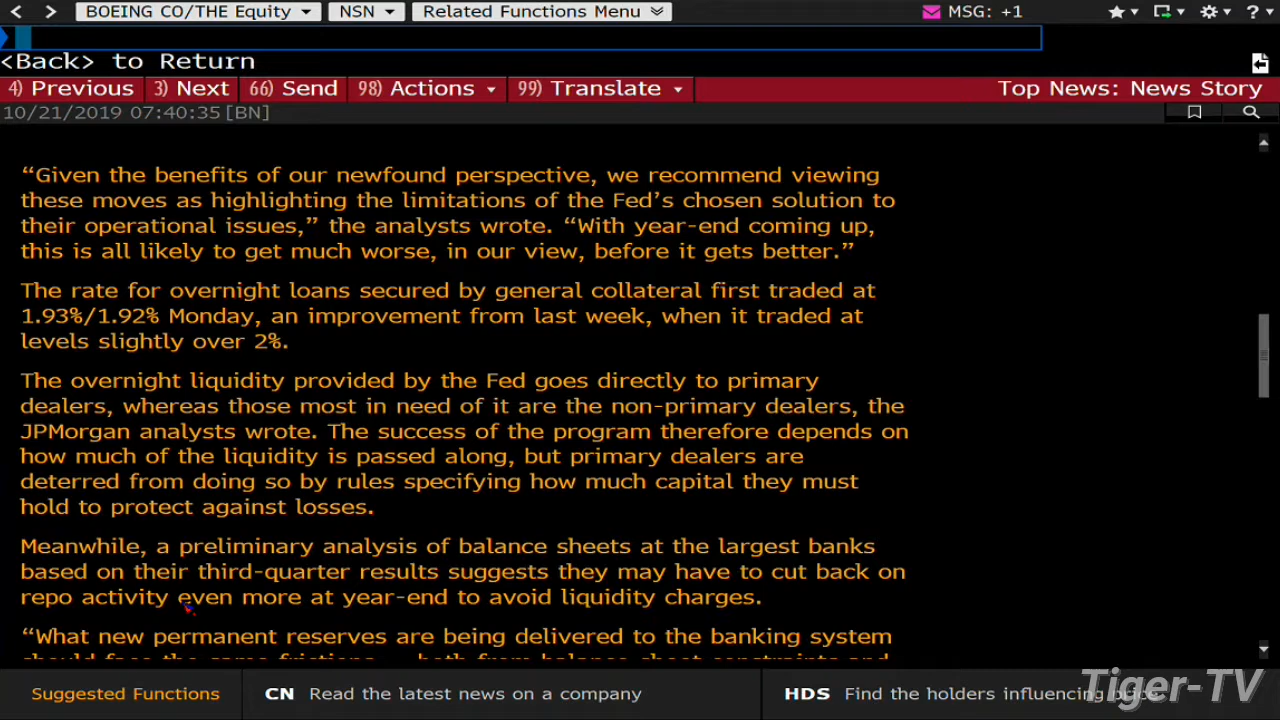 BOEING CO/THE Equity NSN Related Functions Menu MSG: +1 ?
<Back> to Return
4) Previous 3) Next 66) Send 98) Actions 99) Translate Top News: News Story
10/21/2019 07:40:35[BN]
“Given the benefits of our newfound perspective, we recommend viewing
these moves as highlighting the limitations of the Fed’s chosen solution to
their operational issues,” the analysts wrote. “With year-end coming up,
this is all likely to get much worse, in our view, before it gets better.”
The rate for overnight loans secured by general collateral first traded at
1.93%/1.92% Monday, an improvement from last week, when it traded at
levels slightly over 2%.
The overnight liquidity provided by the Fed goes directly to primary
dealers, whereas those most in need of it are the non-primary dealers, the
JPMorgan analysts wrote. The success of the program therefore depends on
how much of the liquidity is passed along, but primary dealers are
deterred from doing so by rules specifying how much capital they must
hold to protect against losses.
Meanwhile, a preliminary analysis of balance sheets at the largest banks
based on their third-quarter results suggests they may have to cut back on
repo activity even more at year-end to avoid liquidity charges.
“What new permanent reserves are being delivered to the banking system
should face the same frictions - both from balance sheet constraints and
Suggested Functions CN Read the latest news on a company HDS Find the holders influencing price
Tiger-TV